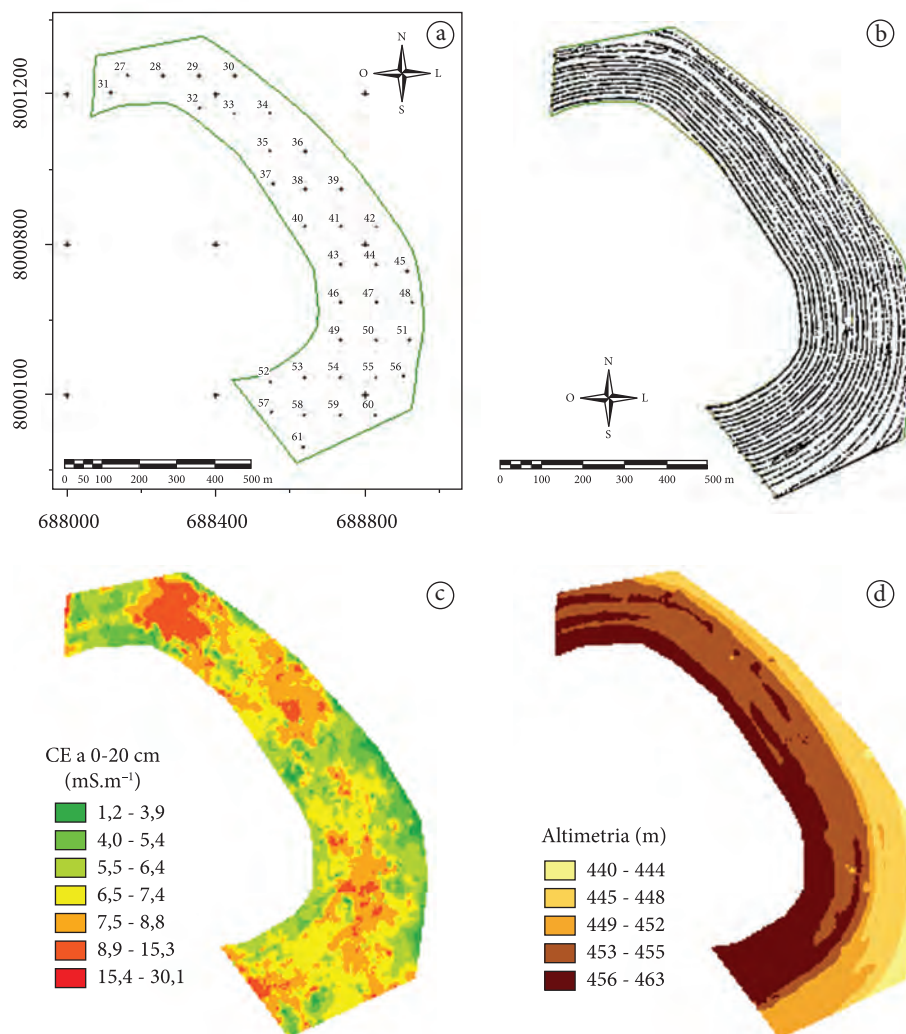 a
N
O
L
S
8001200
8000800
8000100
27 28 29 30
31
32 33 34
35 36
37 38 39
40 41 42
43 44 45
46 47 48
49 50 51
52 53 54 55 56
57 58 59 60
61
0 50 100 200 300 400 500 m
688000 688400 688800
b
N
O
L
S
0 50 100 200 300 400 500 m
c
CE a 0-20 cm
(mS.m⁻¹)
1,2 - 3,9
4,0 - 5,4
5,5 - 6,4
6,5 - 7,4
7,5 - 8,8
8,9 - 15,3
15,4 - 30,1
d
Altimetria (m)
440 - 444
445 - 448
449 - 452
453 - 455
456 - 463